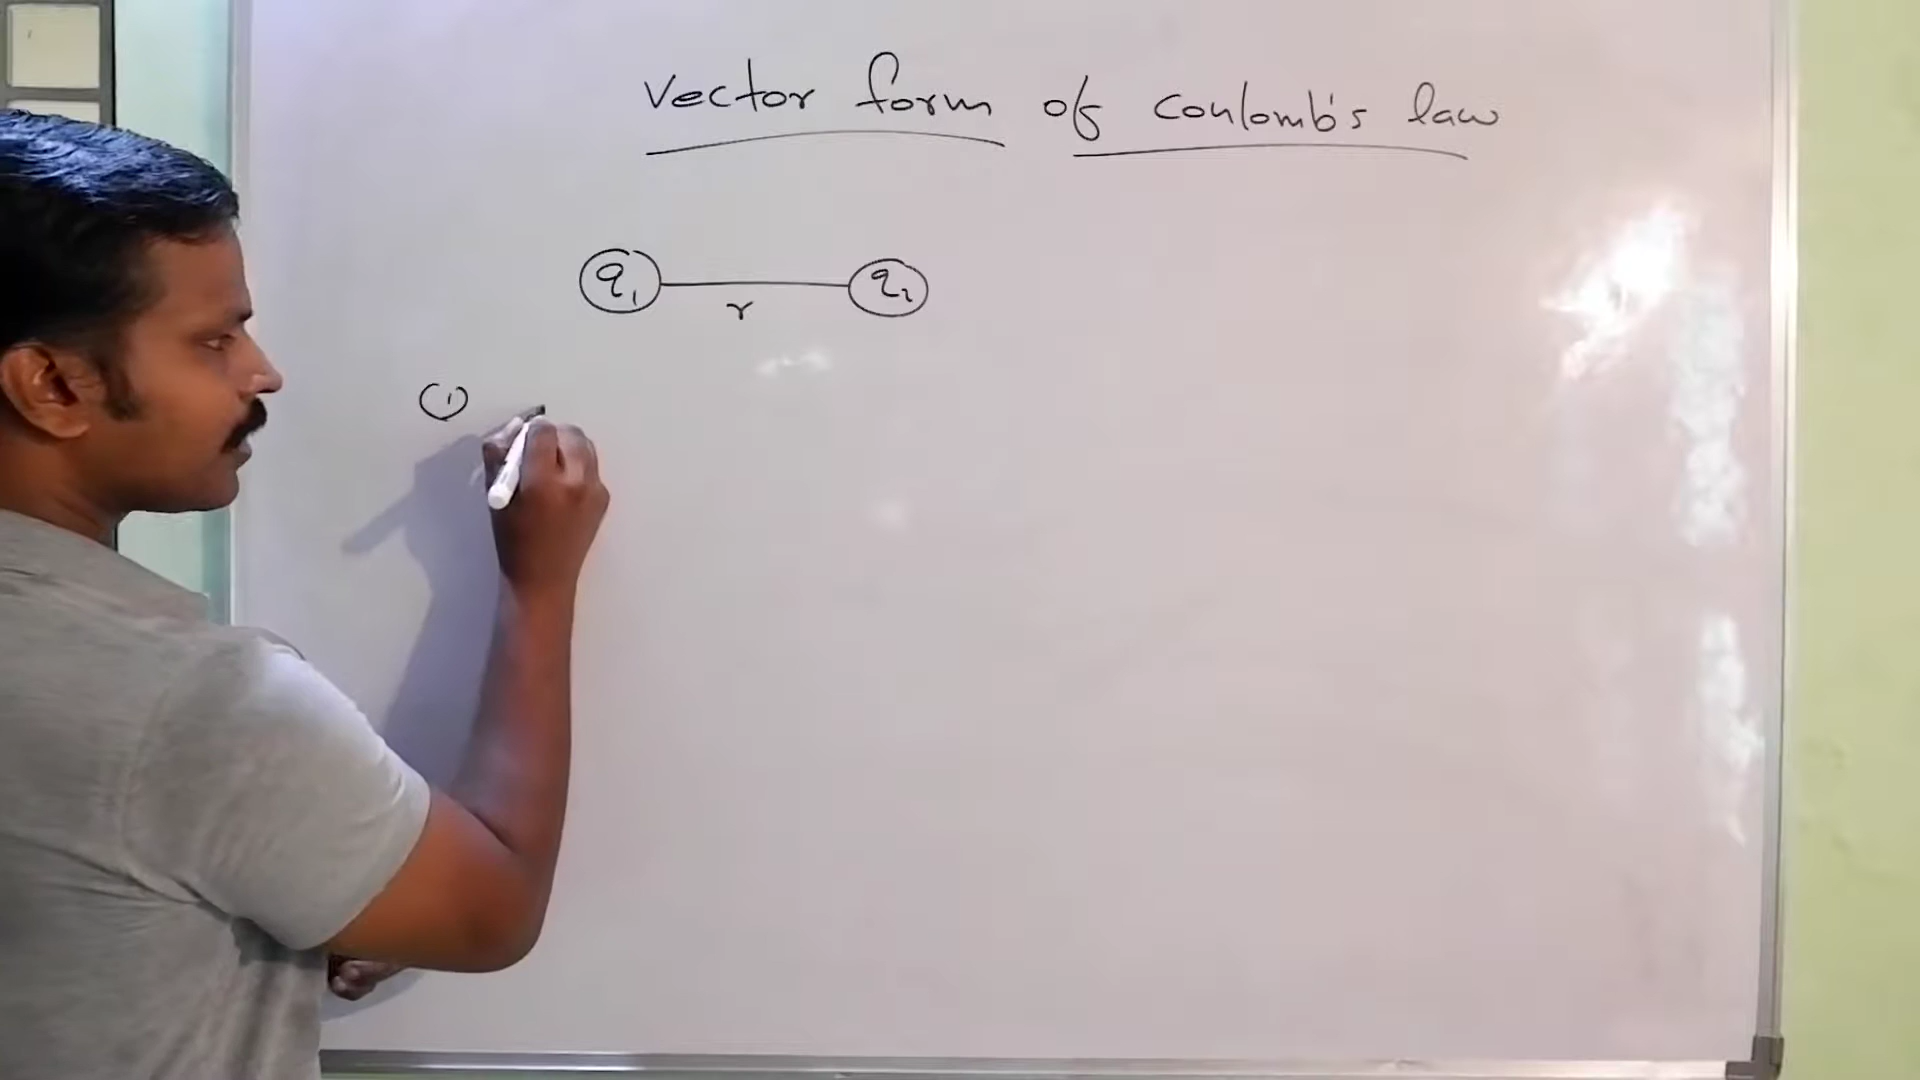 vector form of coulomb's law
q₁ q₂
r
①